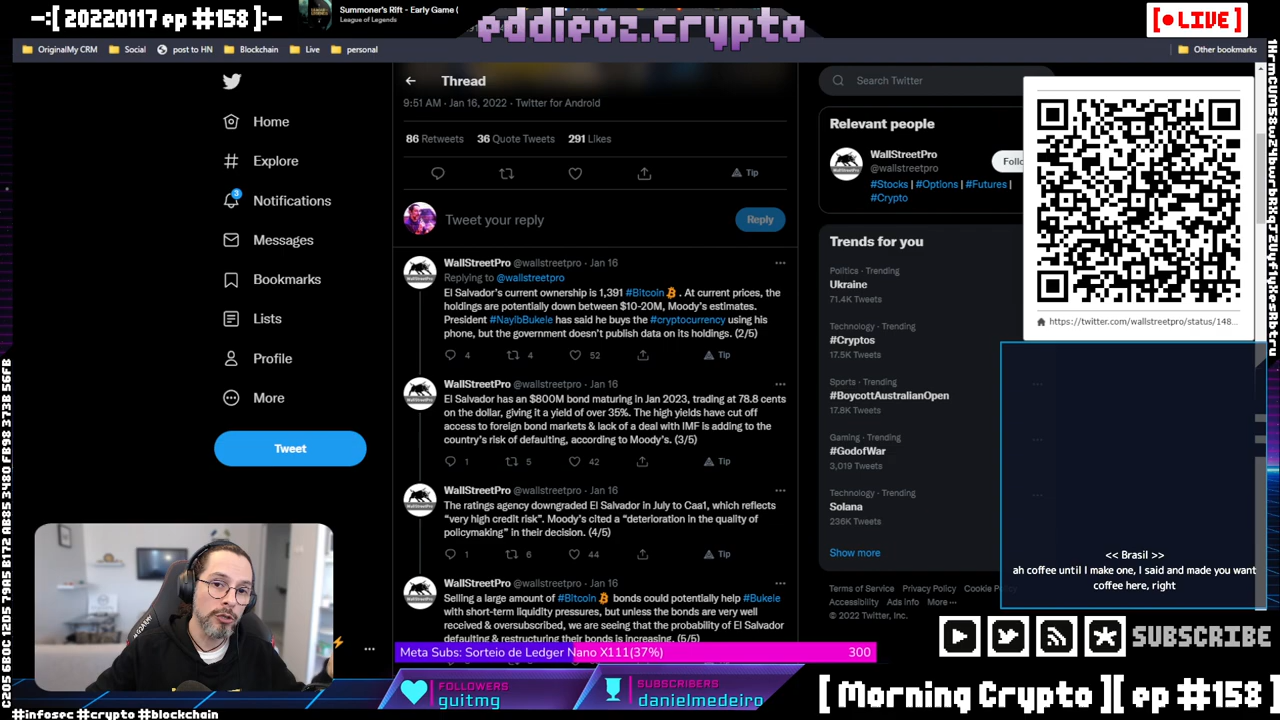 -:[ 20220117 ep #158 ]:-
Summoner's Rift - Early Game (
League of Legends
eddieoz.crypto
[● LIVE]
OriginalMy CRM
Social
post to HN
Blockchain
Live
personal
Other bookmarks
Home
Explore
3
Notifications
Messages
Bookmarks
Lists
Profile
More
Tweet
Thread
9:51 AM · Jan 16, 2022 · Twitter for Android
86 Retweets 36 Quote Tweets 291 Likes
Tip
Tweet your reply
Reply
WallStreetPro @wallstreetpro · Jan 16
Replying to @wallstreetpro
El Salvador's current ownership is 1,391 #Bitcoin . At current prices, the
holdings are potentially down between $10-20M, Moody's estimates.
President #NayibBukele has said he buys the #cryptocurrency using his
phone, but the government doesn't publish data on its holdings. (2/5)
4 4 52 Tip
WallStreetPro @wallstreetpro · Jan 16
El Salvador has an $800M bond maturing in Jan 2023, trading at 78.8 cents
on the dollar, giving it a yield of over 35%. The high yields have cut off
access to foreign bond markets & lack of a deal with IMF is adding to the
country's risk of defaulting, according to Moody's. (3/5)
1 5 42 Tip
WallStreetPro @wallstreetpro · Jan 16
The ratings agency downgraded El Salvador in July to Caa1, which reflects
"very high credit risk". Moody's cited a "deterioration in the quality of
policymaking" in their decision. (4/5)
1 6 44 Tip
WallStreetPro @wallstreetpro · Jan 16
Selling a large amount of #Bitcoin bonds could potentially help #Bukele
with short-term liquidity pressures, but unless the bonds are very well
received & oversubscribed, we are seeing that the probability of El Salvador
defaulting & restructuring their bonds is increasing. (5/5)
Search Twitter
Relevant people
WallStreetPro
@wallstreetpro
Follo
#Stocks | #Options | #Futures |
#Crypto
Trends for you
Politics · Trending
Ukraine
71.4K Tweets
Technology · Trending
#Cryptos
17.5K Tweets
Sports · Trending
#BoycottAustralianOpen
17.8K Tweets
Gaming · Trending
#GodofWar
3,019 Tweets
Technology · Trending
Solana
236K Tweets
Show more
Terms of Service Privacy Policy Cookie Po
Accessibility Ads info More ···
© 2022 Twitter, Inc.
https://twitter.com/wallstreetpro/status/148...
<< Brasil >>
ah coffee until I make one, I said and made you want
coffee here, right
SUBSCRIBE
Meta Subs: Sorteio de Ledger Nano X111(37%) 300
FOLLOWERS
guitmg
SUBSCRIBERS
danielmedeiro
[ Morning Crypto ][ ep #158 ]
#infosec #crypto #blockchain